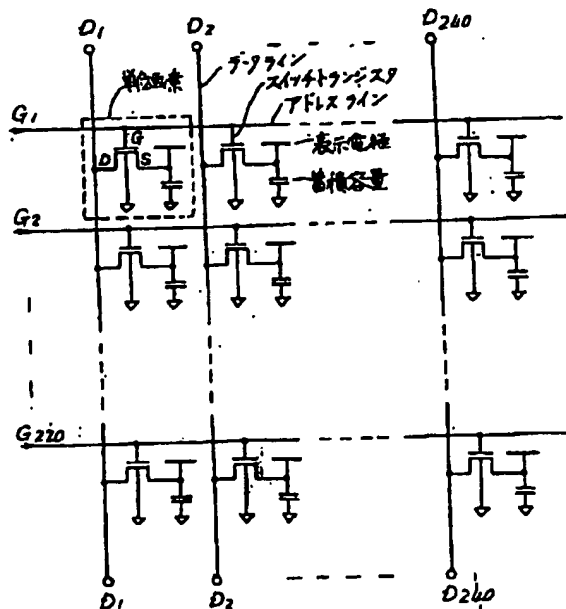 D1
D2
D240
単位画素
データライン
スイッチトランジスタ
アドレスライン
G1
G
D
S
表示電極
蓄積容量
G2
G220
D1
D2
D240